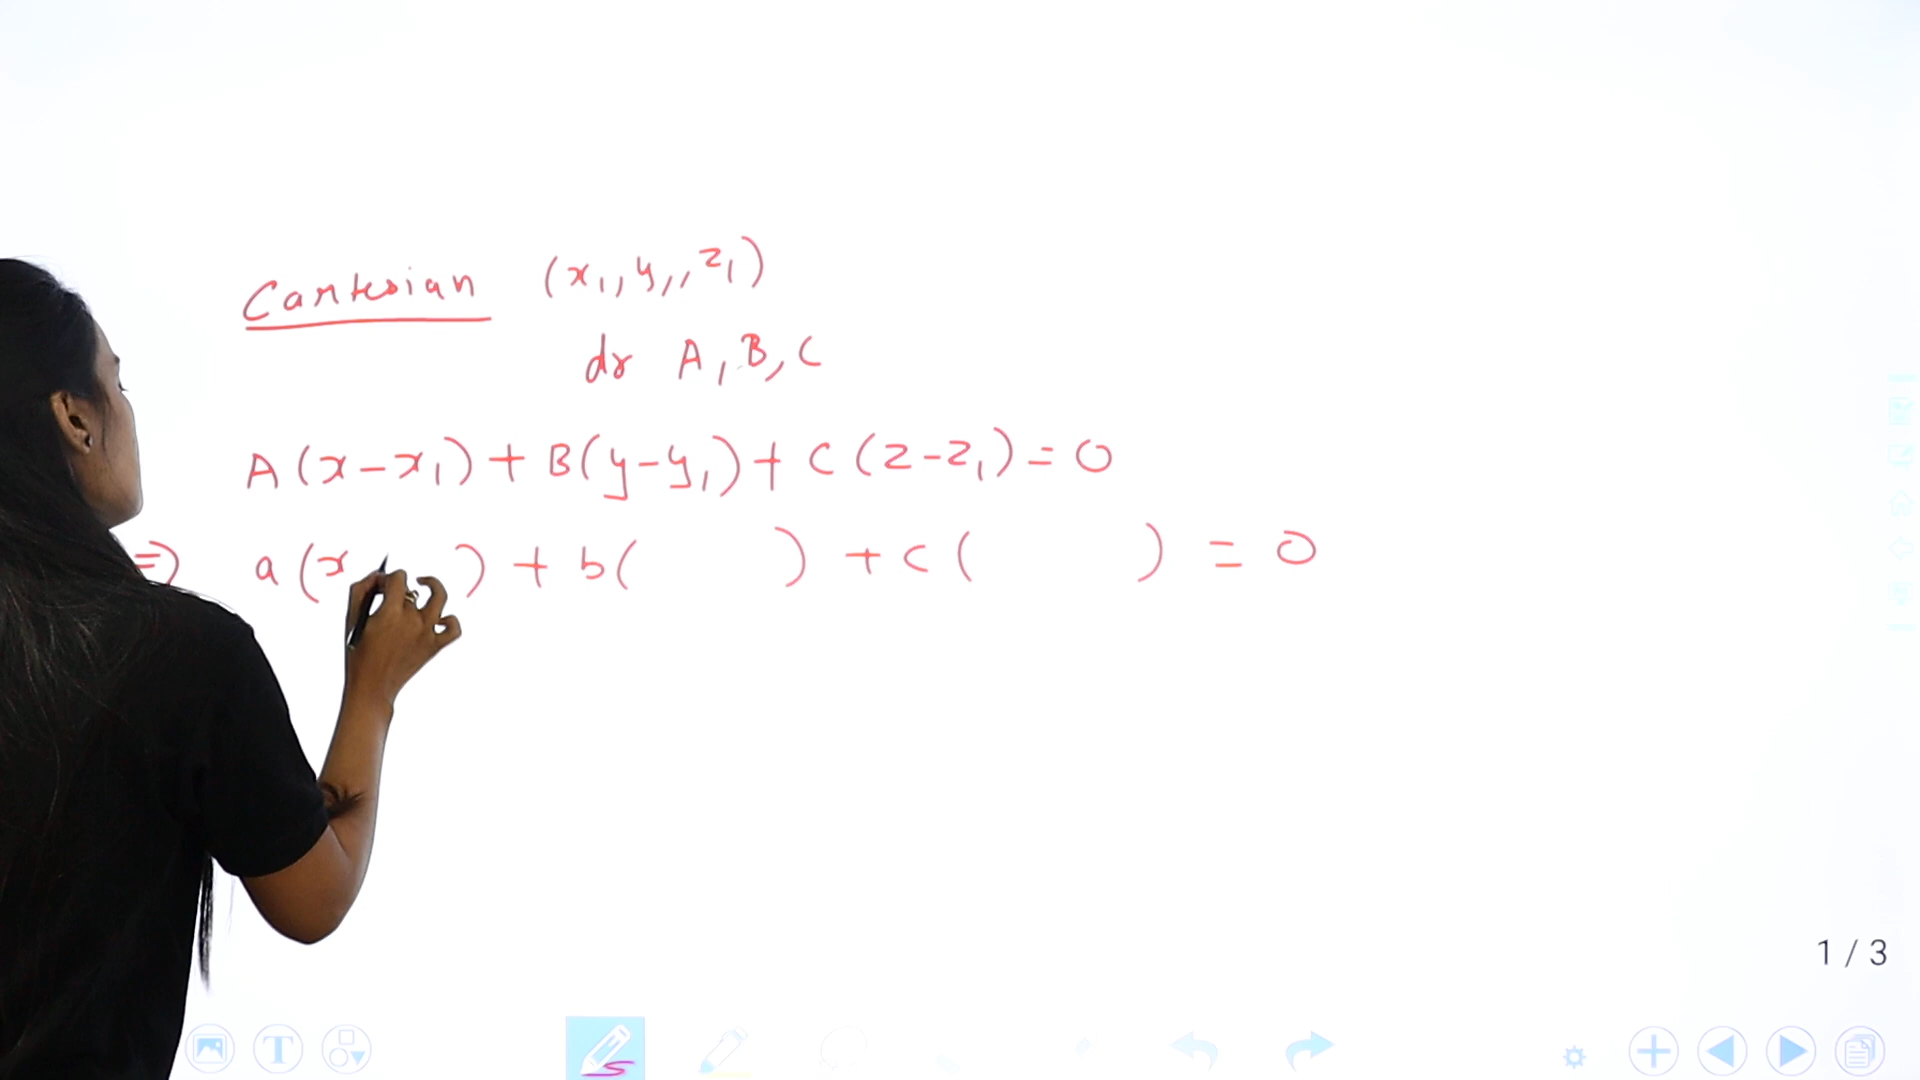 Cartesian (x₁, y₁, z₁)
dr A, B, C
A(x-x₁) + B(y-y₁) + C(z-z₁) = 0
⇒ a(x ) + b( ) + c( ) = 0
1 / 3
T